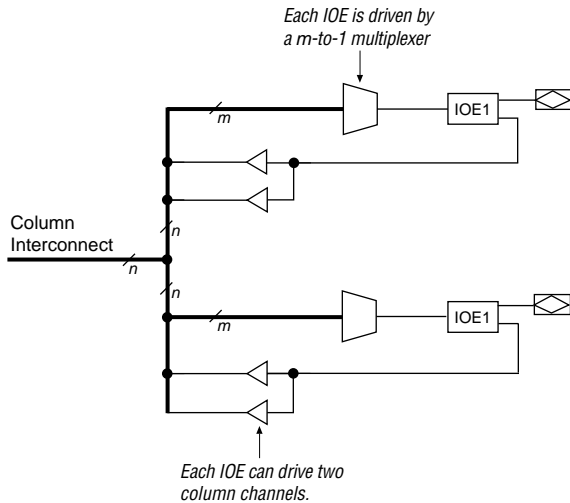 Each IOE is driven by
a m-to-1 multiplexer
m
IOE1
n
Column
Interconnect
n
n
m
IOE1
Each IOE can drive two
column channels.